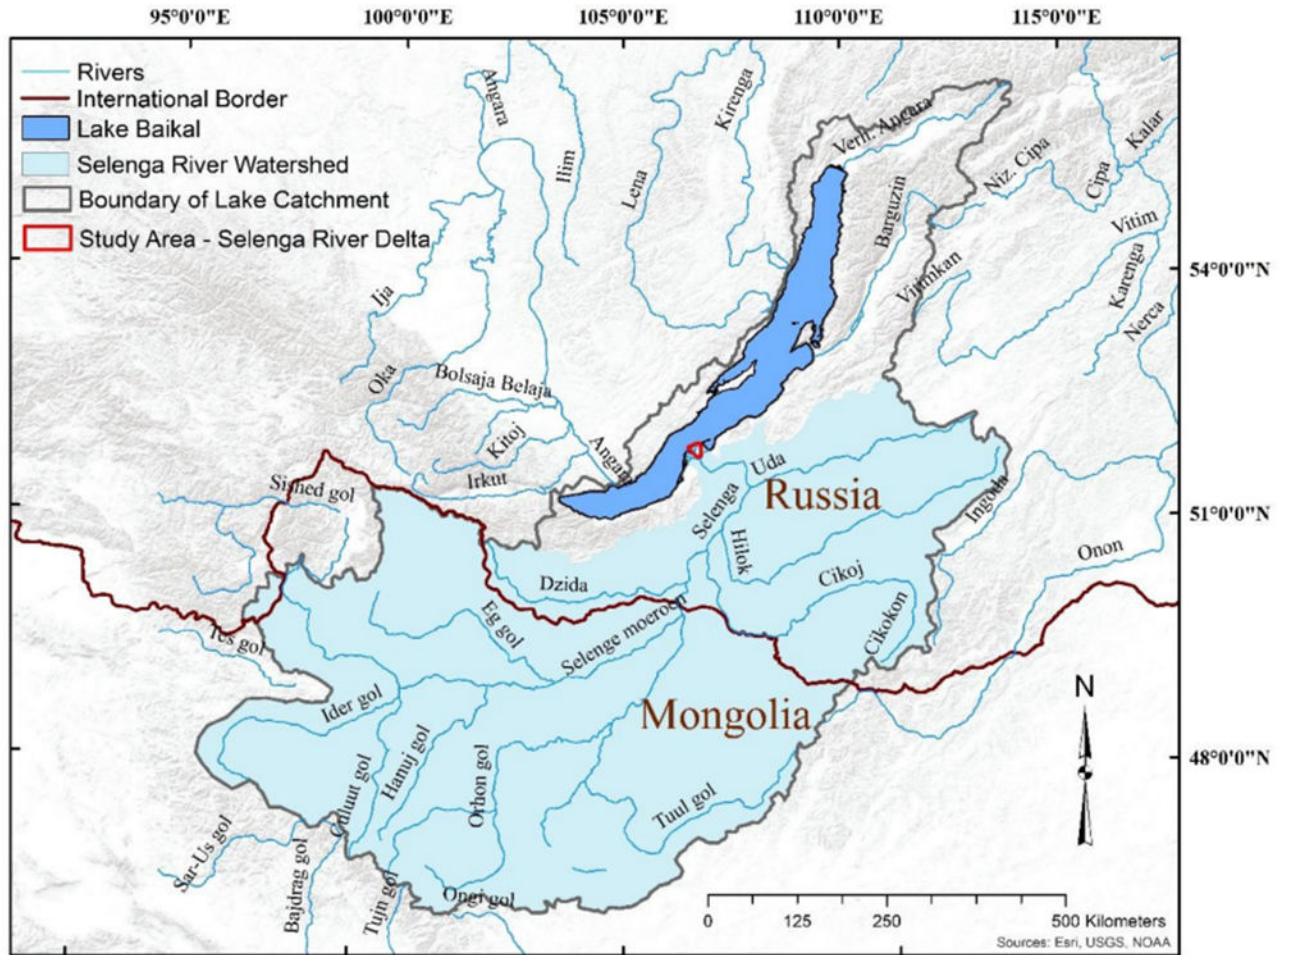 95°0'0"E 100°0'0"E 105°0'0"E 110°0'0"E 115°0'0"E
Rivers
International Border
Lake Baikal
Selenga River Watershed
Boundary of Lake Catchment
Study Area - Selenga River Delta
Angara
Ilim
Lena
Kirenga
Verh. Angara
Barguzin
Niz. Cipa
Cipa
Kalar
Vitim
Karenga
Nerca
Vitimkan
54°0'0"N
Ija
Oka
Bolsaja Belaja
Kitoj
Irkut
Angara
Sished gol
Uda
Russia
Selenga
Hilok
Ingoda
51°0'0"N
Onon
Dzida
Cikoj
Cikokon
Eg gol
Selenge moeroen
Tes gol
Ider gol
Mongolia
N
48°0'0"N
Culuut gol
Hanuj gol
Orhon gol
Tuul gol
Sar-Us gol
Bajdrag gol
Tujn gol
Ongi gol
0 125 250 500 Kilometers
Sources: Esri, USGS, NOAA